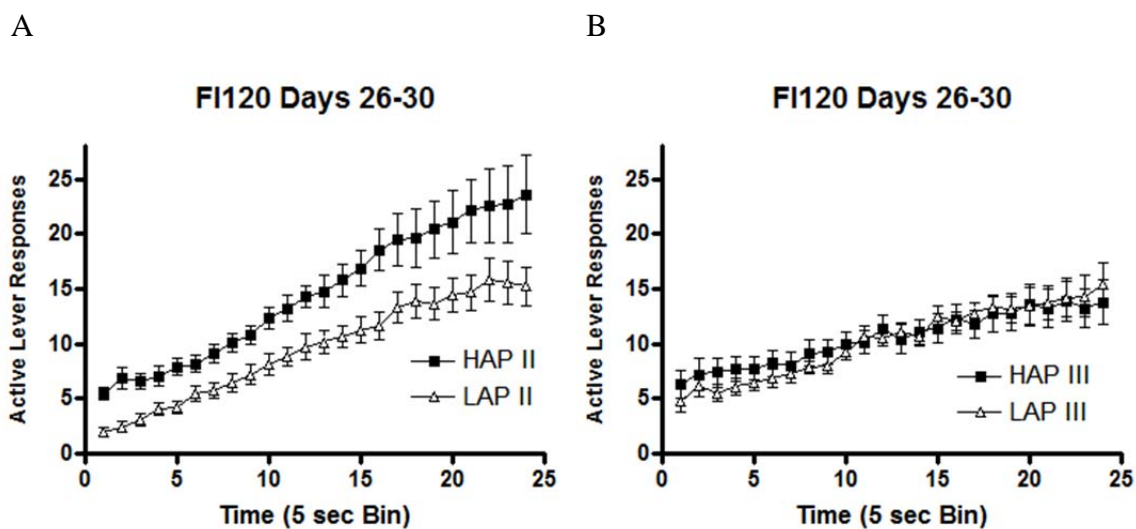 A
B
FI120 Days 26-30
Active Lever Responses
25
20
15
10
5
0
HAP II
LAP II
0 5 10 15 20 25
Time (5 sec Bin)
FI120 Days 26-30
Active Lever Responses
25
20
15
10
5
0
HAP III
LAP III
0 5 10 15 20 25
Time (5 sec Bin)